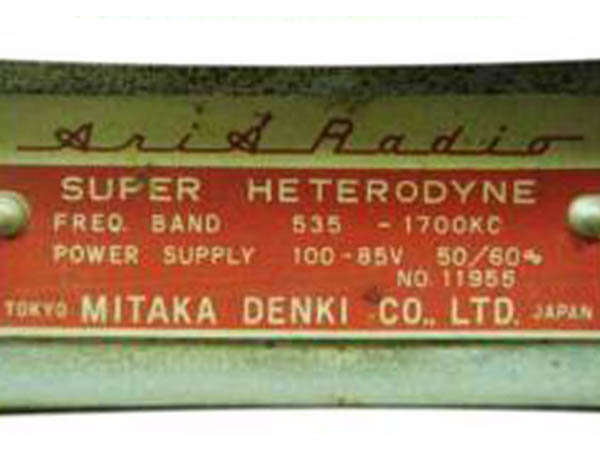 AriA Radio
SUPER HETERODYNE
FREQ. BAND 535 - 1700KC
POWER SUPPLY 100-85V 50/60∿
NO. 11956
TOKYO MITAKA DENKI CO., LTD. JAPAN